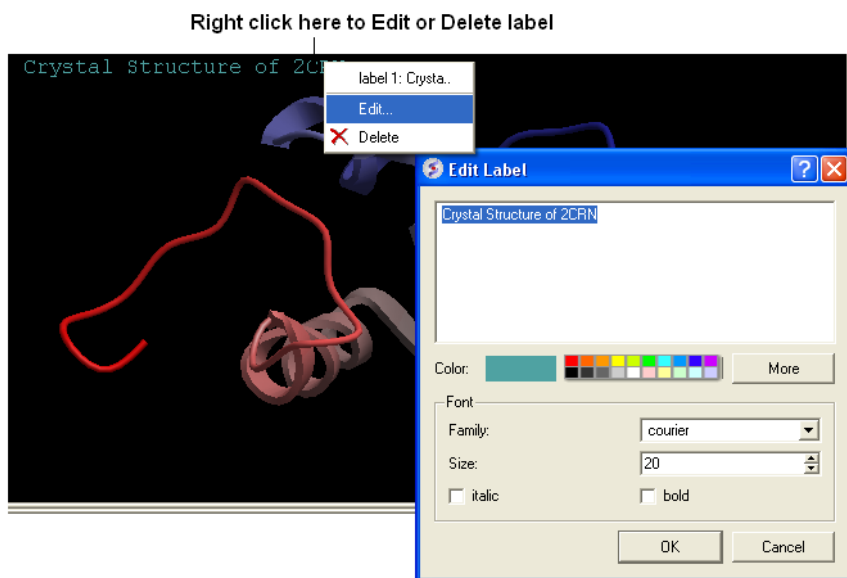 Right click here to Edit or Delete label
Crystal Structure of 2CRN
label 1: Crysta..
Edit...
Delete
Edit Label
Crystal Structure of 2CRN
Color:
More
Font
Family:
courier
Size:
20
italic
bold
OK
Cancel